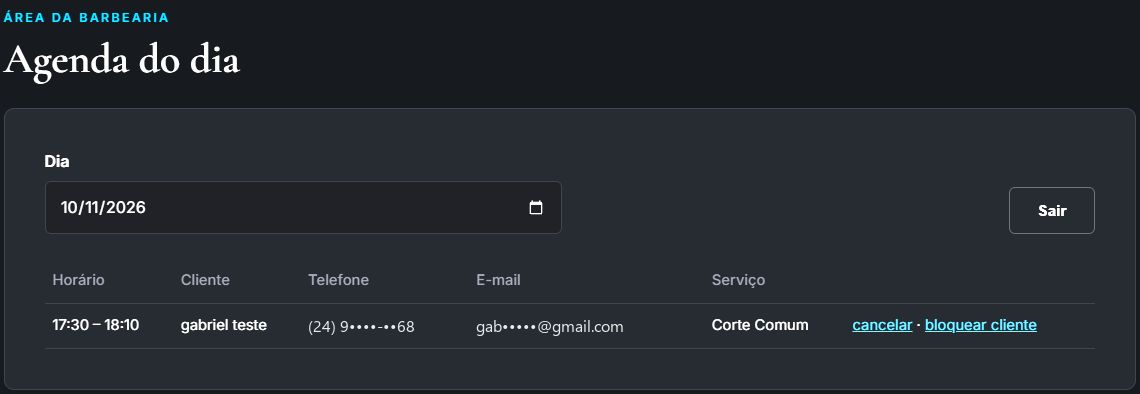 ÁREA DA BARBEARIA
Agenda do dia
Dia
10/11/2026
Sair
Horário Cliente Telefone E-mail Serviço
17:30 – 18:10 gabriel teste (24) 9••••-••68 gab•••••@gmail.com Corte Comum cancelar · bloquear cliente